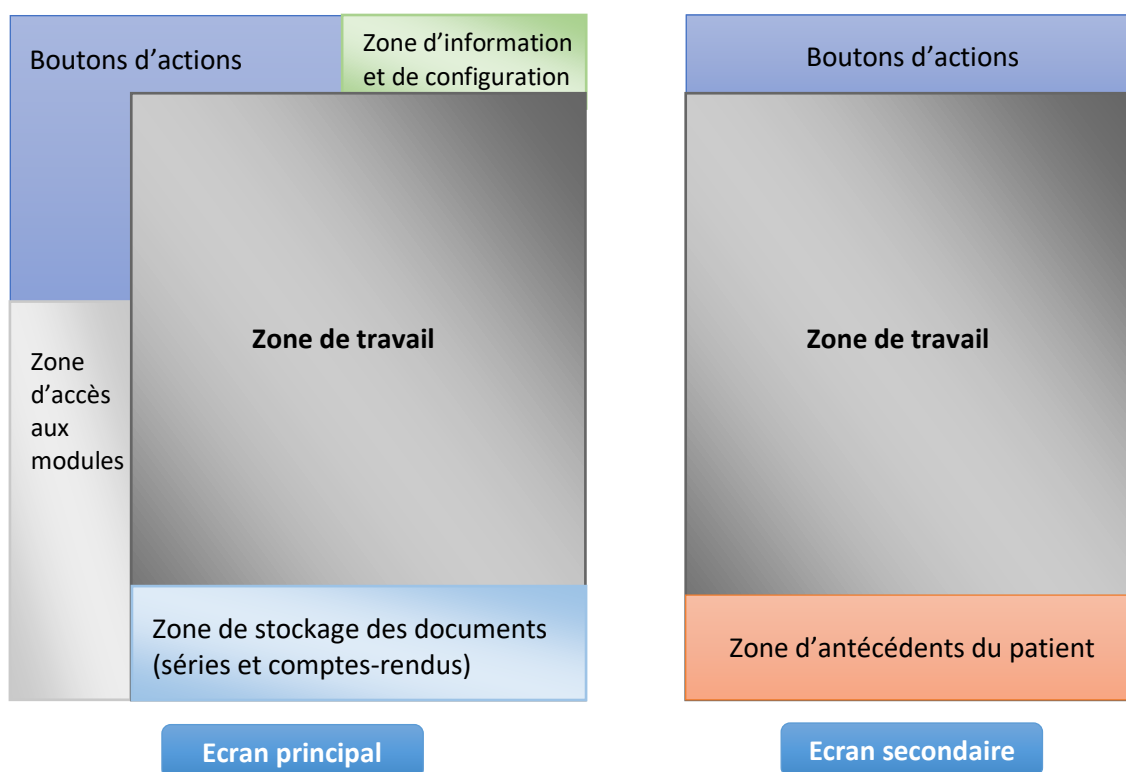 Boutons d’actions
Zone d’information
et de configuration
Zone de travail
Zone
d’accès
aux
modules
Zone de stockage des documents
(séries et comptes-rendus)
Ecran principal
Boutons d’actions
Zone de travail
Zone d’antécédents du patient
Ecran secondaire